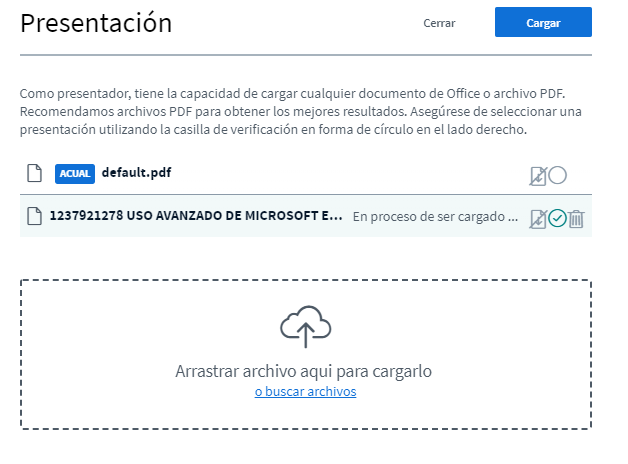 Presentación
Cerrar
Cargar
Como presentador, tiene la capacidad de cargar cualquier documento de Office o archivo PDF.
Recomendamos archivos PDF para obtener los mejores resultados. Asegúrese de seleccionar una
presentación utilizando la casilla de verificación en forma de círculo en el lado derecho.
ACUAL default.pdf
1237921278 USO AVANZADO DE MICROSOFT E... En proceso de ser cargado ...
Arrastrar archivo aqui para cargarlo
o buscar archivos